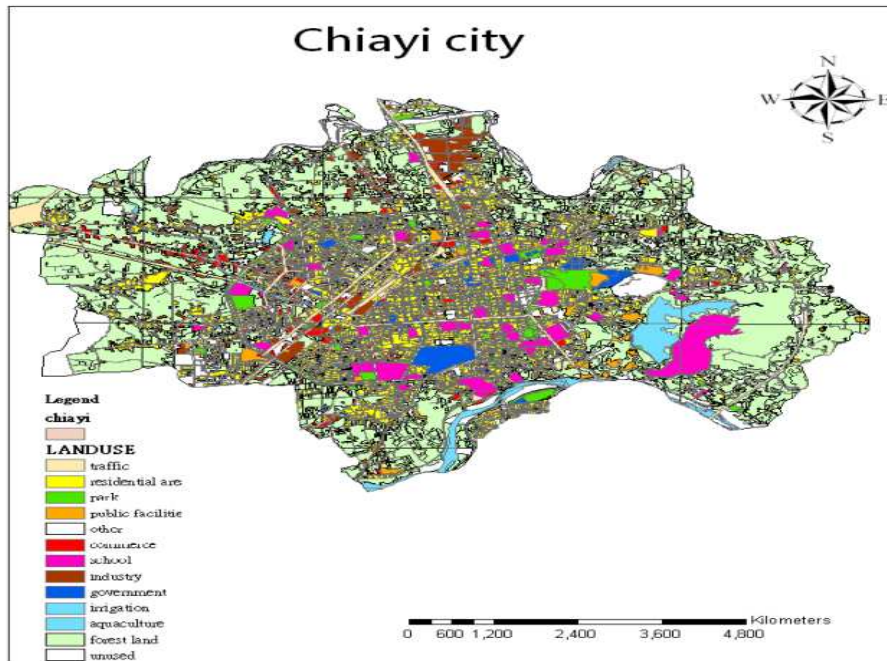 Chiayi city
N
W E
S
Legend
chiayi
LANDUSE
traffic
residential area
park
public facilitie
other
commerce
school
industry
government
irrigation
aquaculture
forest land
unused
Kilometers
0 600 1,200 2,400 3,600 4,800